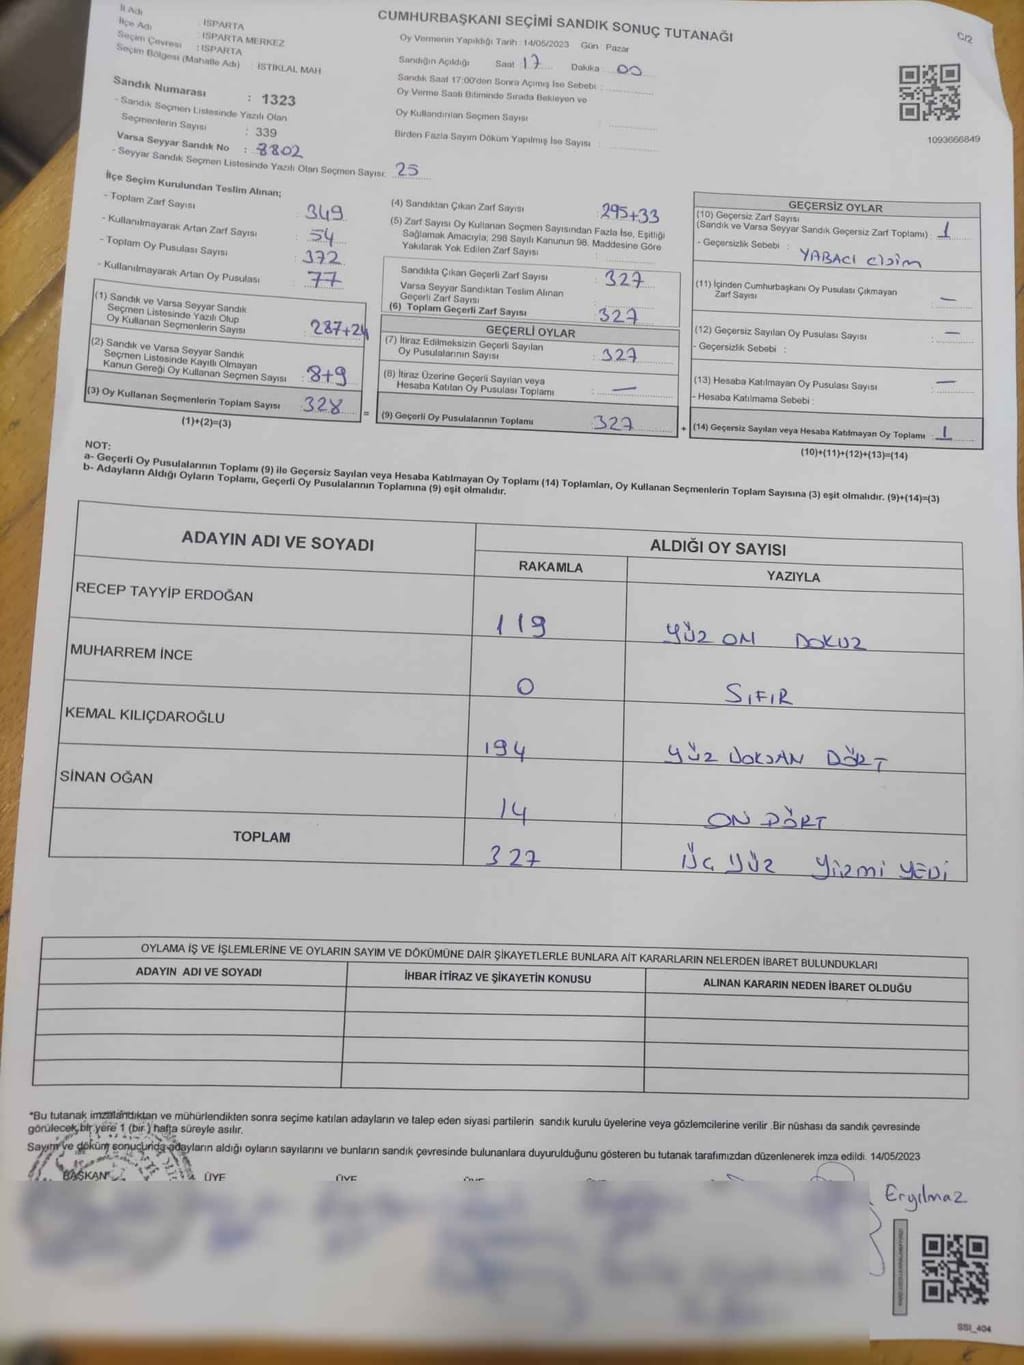 CUMHURBAŞKANI SEÇİMİ SANDIK SONUÇ TUTANAĞI
C/2
İl Adı : ISPARTA
İlçe Adı : ISPARTA MERKEZ
Seçim Çevresi : ISPARTA
Seçim Bölgesi (Mahalle Adı) : ISTIKLAL MAH
Sandık Numarası : 1323
- Sandık Seçmen Listesinde Yazılı Olan
Seçmenlerin Sayısı : 339
Varsa Seyyar Sandık No : 8802
- Seyyar Sandık Seçmen Listesinde Yazılı Olan Seçmen Sayısı: 25
Oy Vermenin Yapıldığı Tarih : 14/05/2023 Gün : Pazar
Sandığın Açıldığı Saat 17 Dakika 00
Sandık Saat 17:00'den Sonra Açımış İse Sebebi :
Oy Verme Saati Bitiminde Sırada Bekleyen ve
Oy Kullandırılan Seçmen Sayısı :
Birden Fazla Sayım Döküm Yapılmış İse Sayısı :
1093666849
İlçe Seçim Kurulundan Teslim Alınan;
- Toplam Zarf Sayısı : 349
- Kullanılmayarak Artan Zarf Sayısı : 54
- Toplam Oy Pusulası Sayısı : 372
- Kullanılmayarak Artan Oy Pusulası : 77
(1) Sandık ve Varsa Seyyar Sandık
Seçmen Listesinde Yazılı Olup
Oy Kullanan Seçmenlerin Sayısı : 287+24
(2) Sandık ve Varsa Seyyar Sandık
Seçmen Listesinde Kayıtlı Olmayan
Kanun Gereği Oy Kullanan Seçmen Sayısı : 8+9
(3) Oy Kullanan Seçmenlerin Toplam Sayısı : 328 =
(1)+(2)=(3)
(4) Sandıktan Çıkan Zarf Sayısı : 295+33
(5) Zarf Sayısı Oy Kullanan Seçmen Sayısından Fazla İse, Eşitliği
Sağlamak Amacıyla; 298 Sayılı Kanunun 98. Maddesine Göre
Yakılarak Yok Edilen Zarf Sayısı :
Sandıkta Çıkan Geçerli Zarf Sayısı : 327
Varsa Seyyar Sandıktan Teslim Alınan
Geçerli Zarf Sayısı :
(6) Toplam Geçerli Zarf Sayısı : 327
GEÇERLİ OYLAR
(7) İtiraz Edilmeksizin Geçerli Sayılan
Oy Pusulalarının Sayısı : 327
(8) İtiraz Üzerine Geçerli Sayılan veya
Hesaba Katılan Oy Pusulası Toplamı : —
(9) Geçerli Oy Pusulalarının Toplamı : 327 +
GEÇERSİZ OYLAR
(10) Geçersiz Zarf Sayısı
(Sandık ve Varsa Seyyar Sandık Geçersiz Zarf Toplamı) : 1
- Geçersizlik Sebebi : YABACI CİSİM
(11) İçinden Cumhurbaşkanı Oy Pusulası Çıkmayan
Zarf Sayısı : —
(12) Geçersiz Sayılan Oy Pusulası Sayısı : —
- Geçersizlik Sebebi :
(13) Hesaba Katılmayan Oy Pusulası Sayısı : —
- Hesaba Katılmama Sebebi :
(14) Geçersiz Sayılan veya Hesaba Katılmayan Oy Toplamı : 1
(10)+(11)+(12)+(13)=(14)
NOT:
a- Geçerli Oy Pusulalarının Toplamı (9) ile Geçersiz Sayılan veya Hesaba Katılmayan Oy Toplamı (14) Toplamları, Oy Kullanan Seçmenlerin Toplam Sayısına (3) eşit olmalıdır. (9)+(14)=(3)
b- Adayların Aldığı Oyların Toplamı, Geçerli Oy Pusulalarının Toplamına (9) eşit olmalıdır.
ADAYIN ADI VE SOYADI
ALDIĞI OY SAYISI
RAKAMLA YAZIYLA
RECEP TAYYİP ERDOĞAN 119 YÜZ ON DOKUZ
MUHARREM İNCE 0 SIFIR
KEMAL KILIÇDAROĞLU 194 YÜZ DOKSAN DÖRT
SİNAN OĞAN 14 ON DÖRT
TOPLAM 327 ÜÇ YÜZ YİRMİ YEDİ
OYLAMA İŞ VE İŞLEMLERİNE VE OYLARIN SAYIM VE DÖKÜMÜNE DAİR ŞİKAYETLERLE BUNLARA AİT KARARLARIN NELERDEN İBARET BULUNDUKLARI
ADAYIN ADI VE SOYADI İHBAR İTİRAZ VE ŞİKAYETİN KONUSU ALINAN KARARIN NEDEN İBARET OLDUĞU
*Bu tutanak imzalandıktan ve mühürlendikten sonra seçime katılan adayların ve talep eden siyasi partilerin sandık kurulu üyelerine veya gözlemcilerine verilir .Bir nüshası da sandık çevresinde
görülecek bir yere 1 (bir ) hafta süreyle asılır.
Sayım ve döküm sonucunda adayların aldığı oyların sayılarını ve bunların sandık çevresinde bulunanlara duyurulduğunu gösteren bu tutanak tarafımızdan düzenlenerek imza edildi. 14/05/2023
BAŞKAN ÜYE ÜYE
Eryılmaz
SSI_404